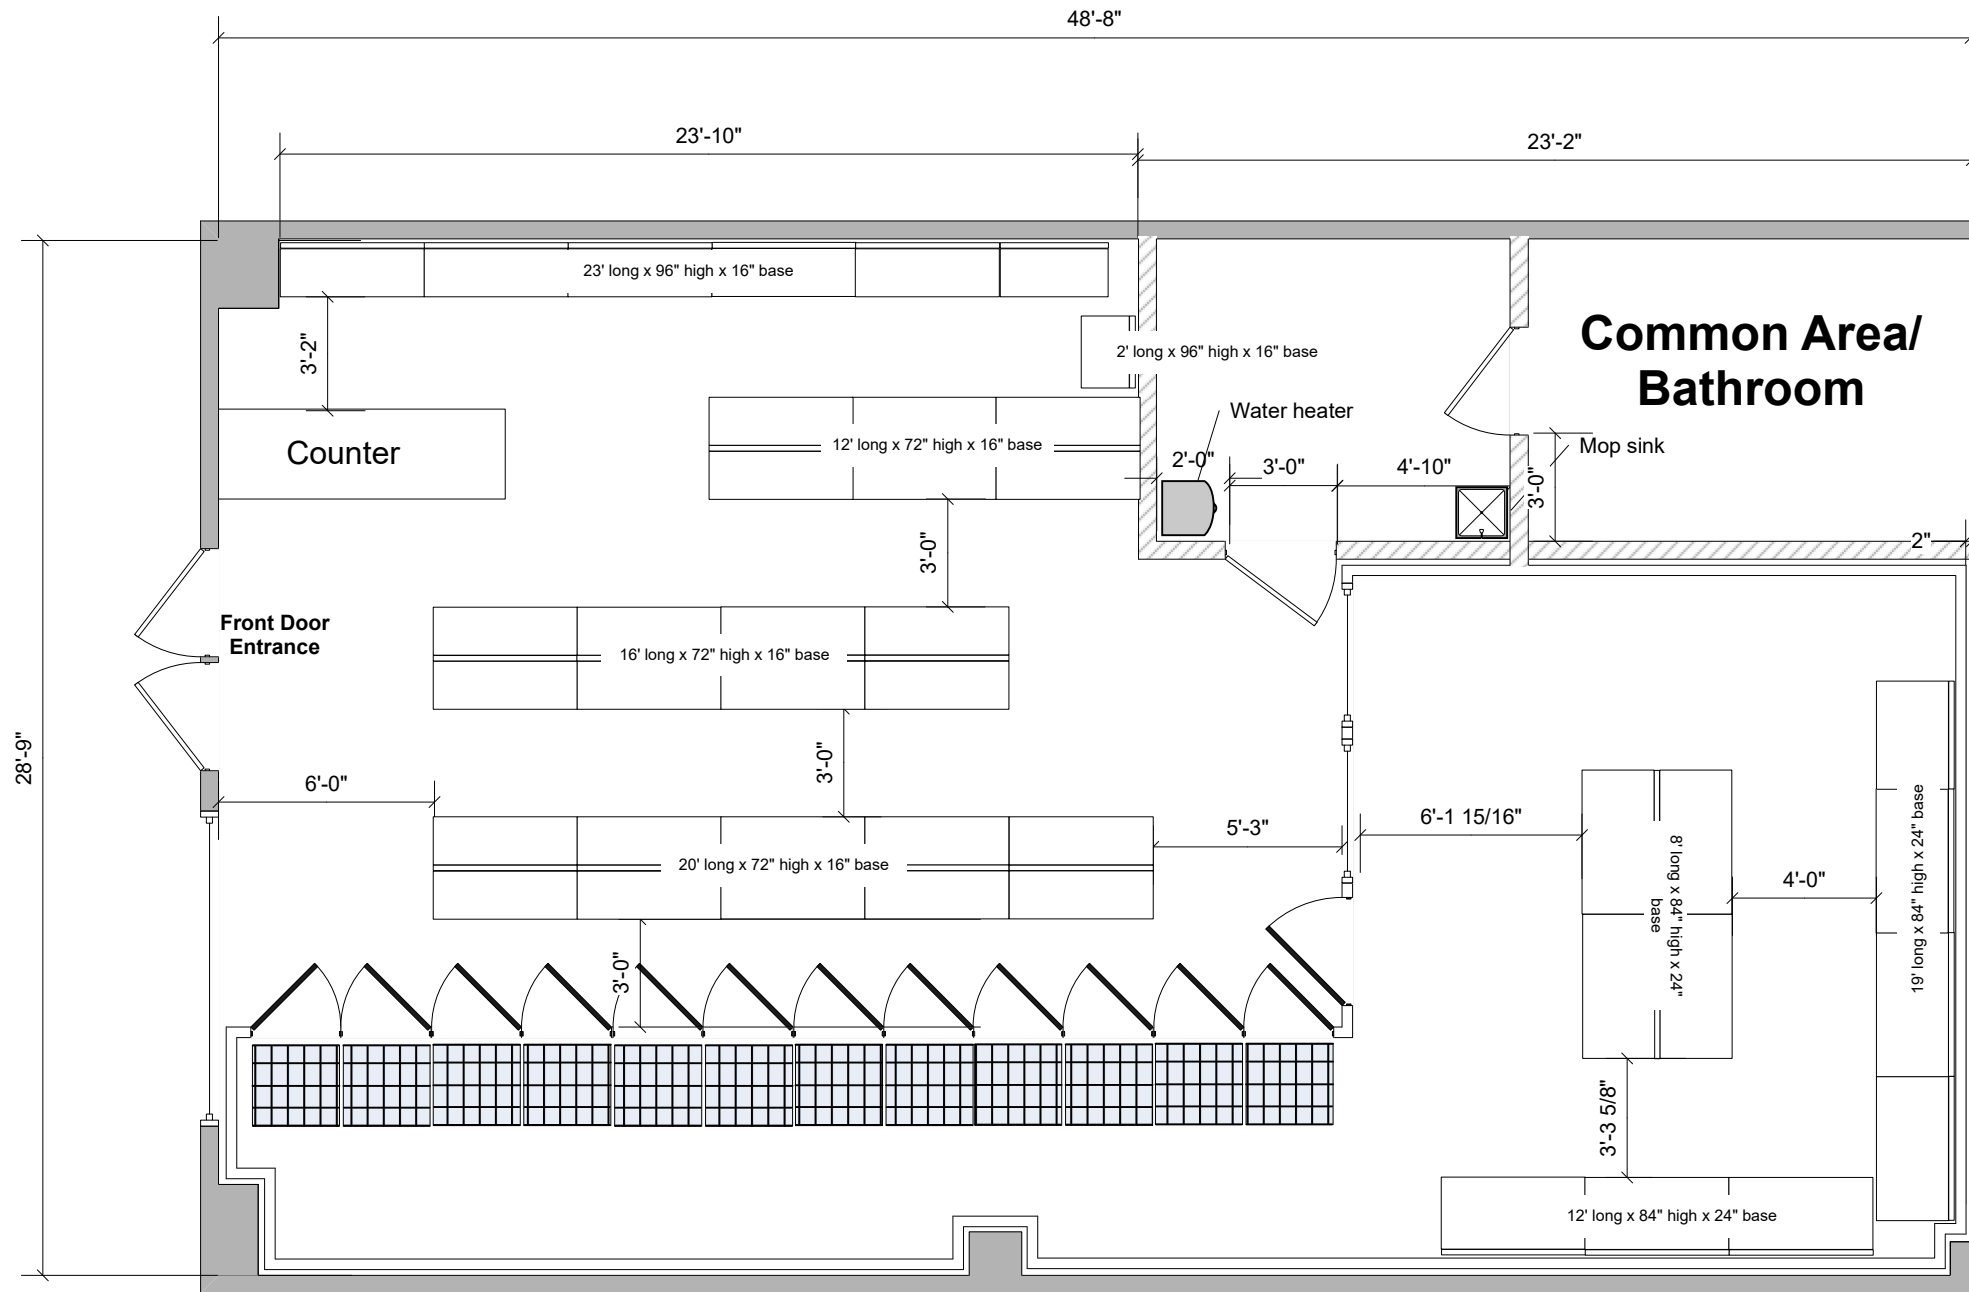 48'-8"
23'-10"
23'-2"
23' long x 96" high x 16" base
3'-2"
2' long x 96" high x 16" base
Common Area/
Bathroom
Water heater
Counter
12' long x 72" high x 16" base
Mop sink
2'-0"
3'-0"
4'-10"
3'-0"
2"
3'-0"
Front Door
Entrance
16' long x 72" high x 16" base
28'-9"
3'-0"
6'-0"
5'-3"
6'-1 15/16"
20' long x 72" high x 16" base
8' long x 84" high x 24"
base
4'-0"
19' long x 84" high x 24" base
3'-0"
3'-3 5/8"
12' long x 84" high x 24" base